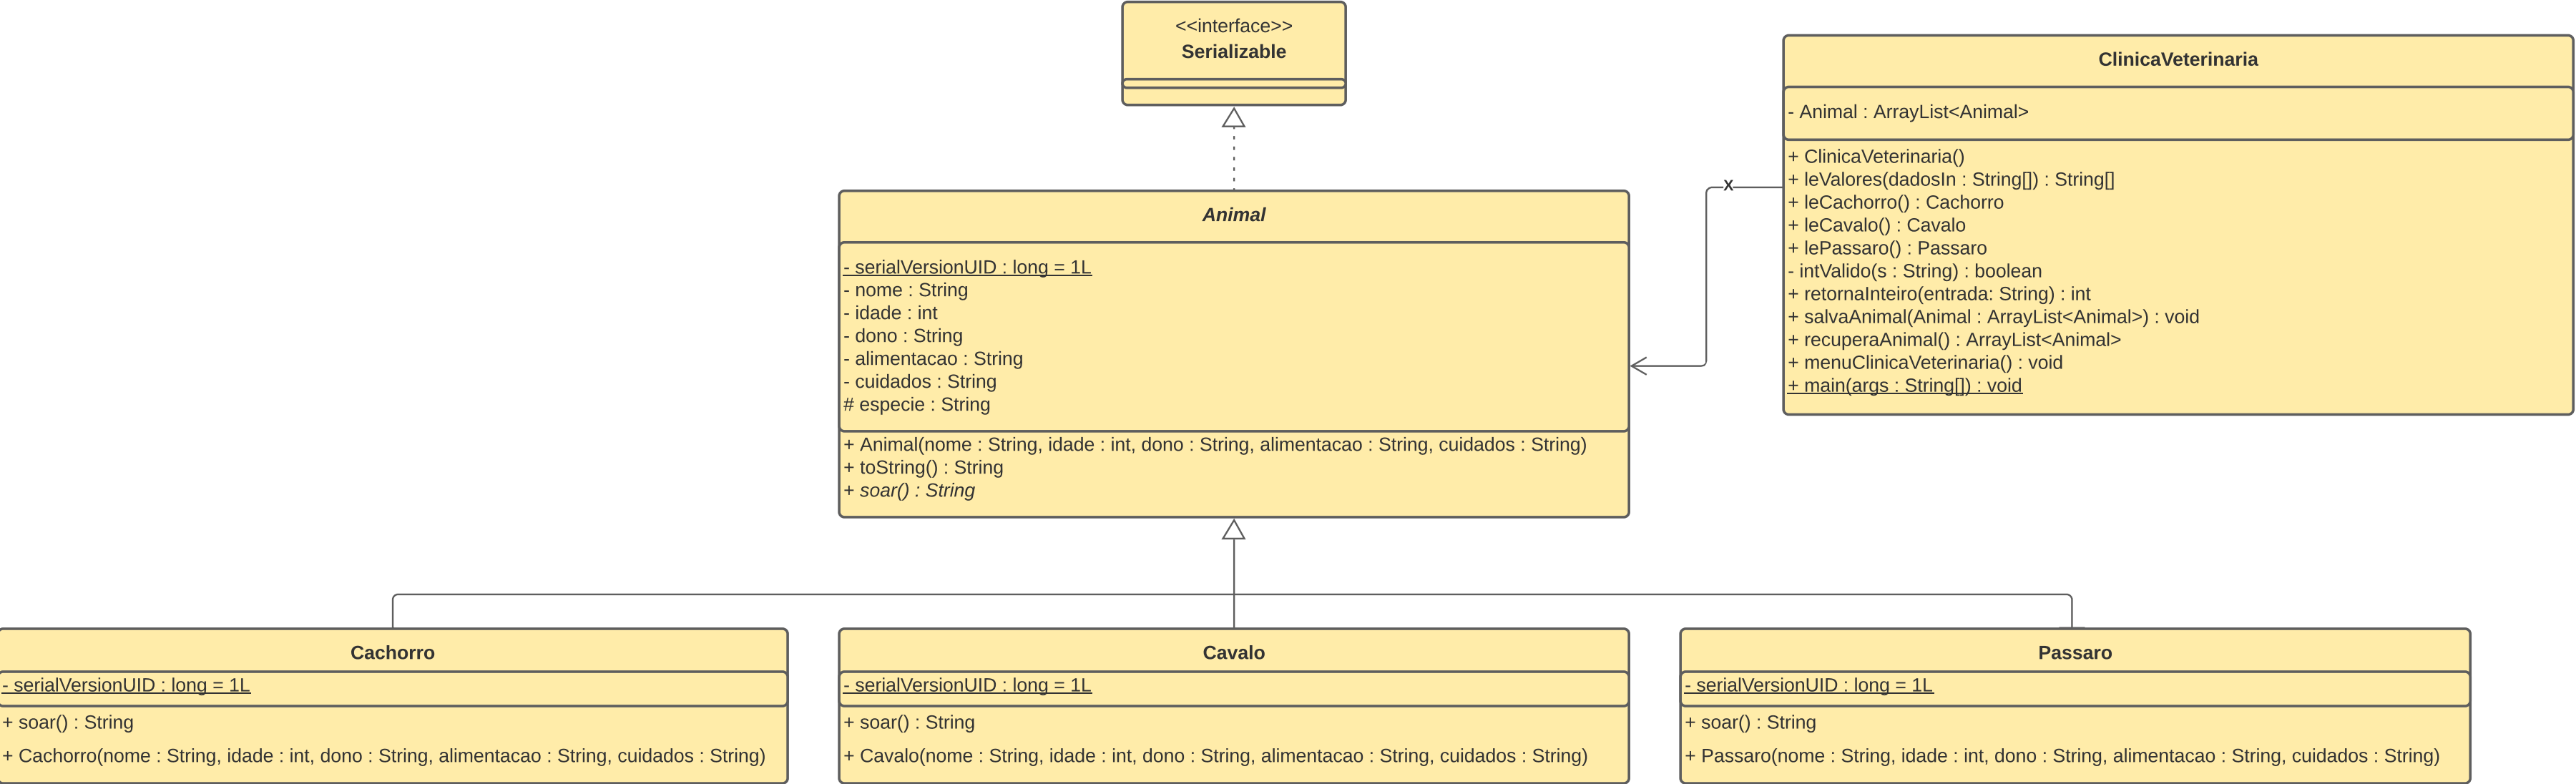 <<interface>>
Serializable
ClinicaVeterinaria
- Animal : ArrayList<Animal>
+ ClinicaVeterinaria()
+ leValores(dadosIn : String[]) : String[]
+ leCachorro() : Cachorro
+ leCavalo() : Cavalo
+ lePassaro() : Passaro
- intValido(s : String) : boolean
+ retornaInteiro(entrada: String) : int
+ salvaAnimal(Animal : ArrayList<Animal>) : void
+ recuperaAnimal() : ArrayList<Animal>
+ menuClinicaVeterinaria() : void
+ main(args : String[]) : void
X
Animal
- serialVersionUID : long = 1L
- nome : String
- idade : int
- dono : String
- alimentacao : String
- cuidados : String
# especie : String
+ Animal(nome : String, idade : int, dono : String, alimentacao : String, cuidados : String)
+ toString() : String
+ soar() : String
Cachorro
- serialVersionUID : long = 1L
+ soar() : String
+ Cachorro(nome : String, idade : int, dono : String, alimentacao : String, cuidados : String)
Cavalo
- serialVersionUID : long = 1L
+ soar() : String
+ Cavalo(nome : String, idade : int, dono : String, alimentacao : String, cuidados : String)
Passaro
- serialVersionUID : long = 1L
+ soar() : String
+ Passaro(nome : String, idade : int, dono : String, alimentacao : String, cuidados : String)